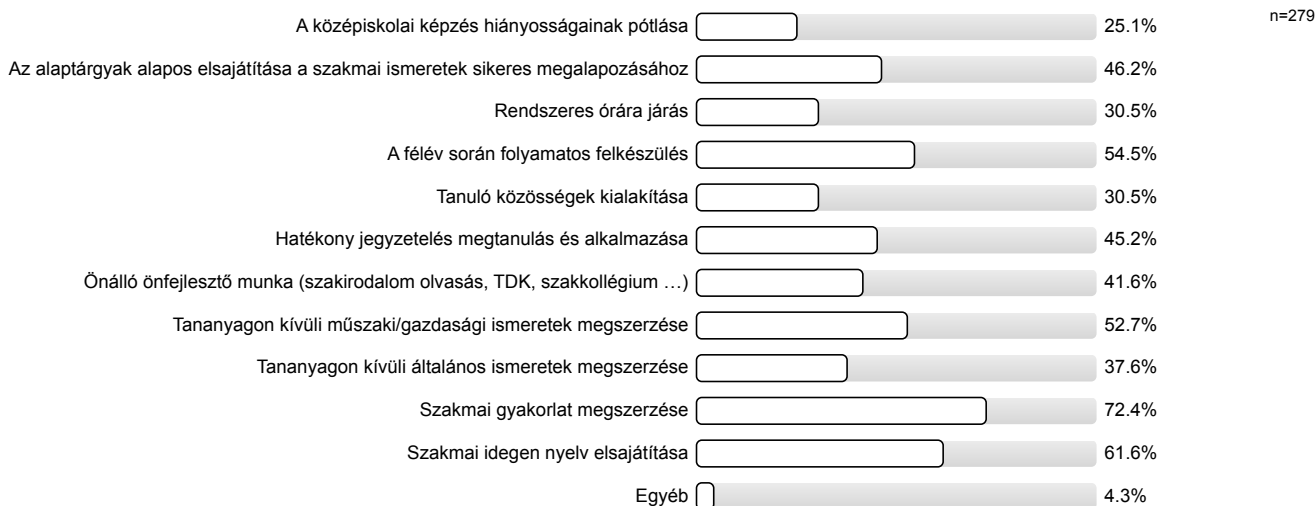 A középiskolai képzés hiányosságainak pótlása 25.1% n=279
Az alaptárgyak alapos elsajátítása a szakmai ismeretek sikeres megalapozásához 46.2%
Rendszeres órára járás 30.5%
A félév során folyamatos felkészülés 54.5%
Tanuló közösségek kialakítása 30.5%
Hatékony jegyzetelés megtanulás és alkalmazása 45.2%
Önálló önfejlesztő munka (szakirodalom olvasás, TDK, szakkollégium …) 41.6%
Tananyagon kívüli műszaki/gazdasági ismeretek megszerzése 52.7%
Tananyagon kívüli általános ismeretek megszerzése 37.6%
Szakmai gyakorlat megszerzése 72.4%
Szakmai idegen nyelv elsajátítása 61.6%
Egyéb 4.3%